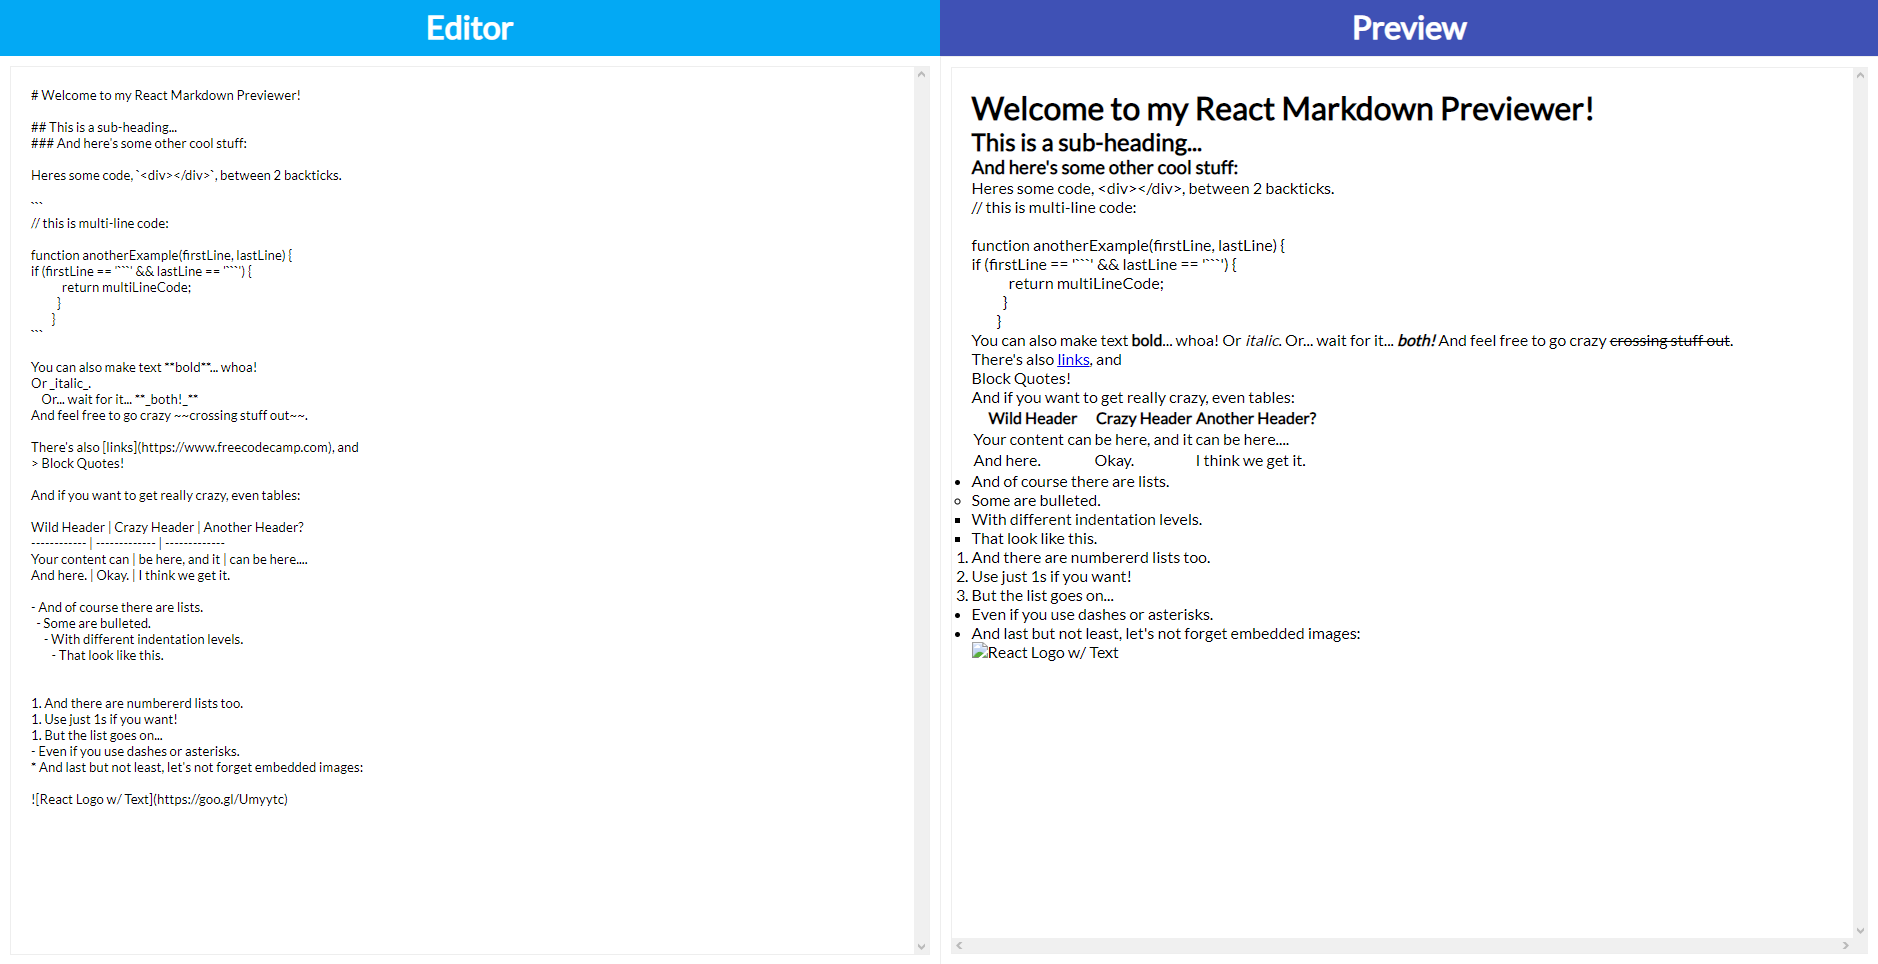 Editor
# Welcome to my React Markdown Previewer!
## This is a sub-heading...
### And here's some other cool stuff:
Heres some code, `<div></div>`, between 2 backticks.
```
// this is multi-line code:
function anotherExample(firstLine, lastLine) {
if (firstLine == '```' && lastLine == '```') {
return multiLineCode;
}
}
```
You can also make text **bold**... whoa!
Or _italic_.
Or... wait for it... **_both!_**
And feel free to go crazy ~~crossing stuff out~~.
There's also [links](https://www.freecodecamp.com), and
> Block Quotes!
And if you want to get really crazy, even tables:
Wild Header | Crazy Header | Another Header?
------------ | ------------- | -------------
Your content can | be here, and it | can be here....
And here. | Okay. | I think we get it.
- And of course there are lists.
- Some are bulleted.
- With different indentation levels.
- That look like this.
1. And there are numbererd lists too.
1. Use just 1s if you want!
1. But the list goes on...
- Even if you use dashes or asterisks.
* And last but not least, let's not forget embedded images:
![React Logo w/ Text](https://goo.gl/Umyytc)
Preview
Welcome to my React Markdown Previewer!
This is a sub-heading...
And here's some other cool stuff:
Heres some code, <div></div>, between 2 backticks.
// this is multi-line code:
function anotherExample(firstLine, lastLine) {
if (firstLine == '```' && lastLine == '```') {
return multiLineCode;
}
}
You can also make text bold... whoa! Or italic. Or... wait for it... both! And feel free to go crazy crossing stuff out.
There's also links, and
Block Quotes!
And if you want to get really crazy, even tables:
Wild Header Crazy Header Another Header?
Your content can be here, and it can be here....
And here. Okay. I think we get it.
• And of course there are lists.
◦ Some are bulleted.
▪ With different indentation levels.
▪ That look like this.
1. And there are numbererd lists too.
2. Use just 1s if you want!
3. But the list goes on...
• Even if you use dashes or asterisks.
• And last but not least, let's not forget embedded images:
React Logo w/ Text